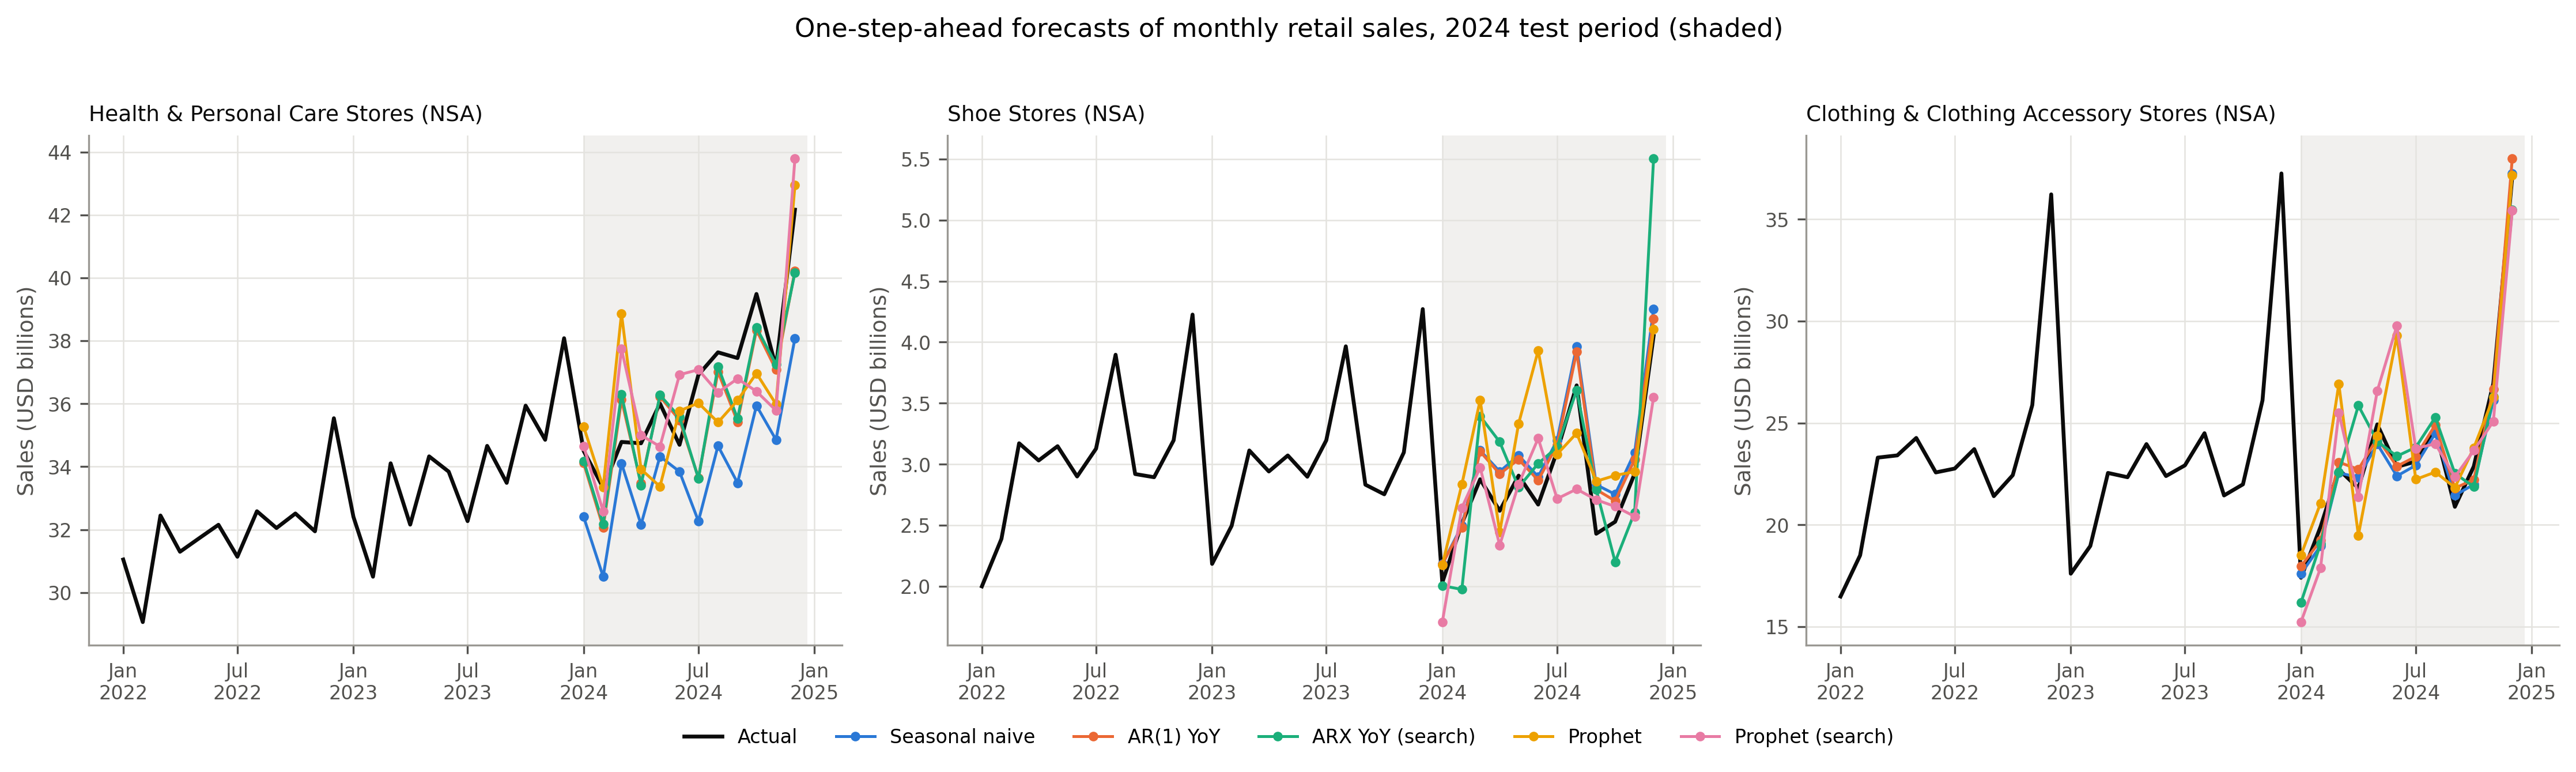 One-step-ahead forecasts of monthly retail sales, 2024 test period (shaded)
Health & Personal Care Stores (NSA)
Sales (USD billions)
44
42
40
38
36
34
32
30
Jan
2022
Jul
2022
Jan
2023
Jul
2023
Jan
2024
Jul
2024
Jan
2025
Shoe Stores (NSA)
Sales (USD billions)
5.5
5.0
4.5
4.0
3.5
3.0
2.5
2.0
Jan
2022
Jul
2022
Jan
2023
Jul
2023
Jan
2024
Jul
2024
Jan
2025
Clothing & Clothing Accessory Stores (NSA)
Sales (USD billions)
35
30
25
20
15
Jan
2022
Jul
2022
Jan
2023
Jul
2023
Jan
2024
Jul
2024
Jan
2025
Actual
Seasonal naive
AR(1) YoY
ARX YoY (search)
Prophet
Prophet (search)